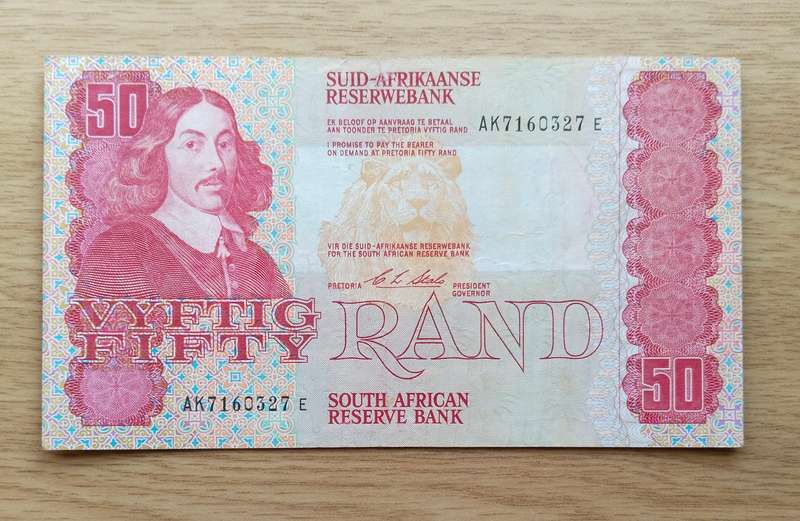 50
SUID-AFRIKAANSE
RESERWEBANK
EK BELOOF OP AANVRAAG TE BETAAL
AAN TOONDER TE PRETORIA VYFTIG RAND
AK7160327 E
I PROMISE TO PAY THE BEARER
ON DEMAND AT PRETORIA FIFTY RAND
VIR DIE SUID-AFRIKAANSE RESERWEBANK
FOR THE SOUTH AFRICAN RESERVE BANK
PRETORIA
C L Stals
PRESIDENT
GOVERNOR
VYFTIG
FIFTY
RAND
50
AK7160327 E
SOUTH AFRICAN
RESERVE BANK